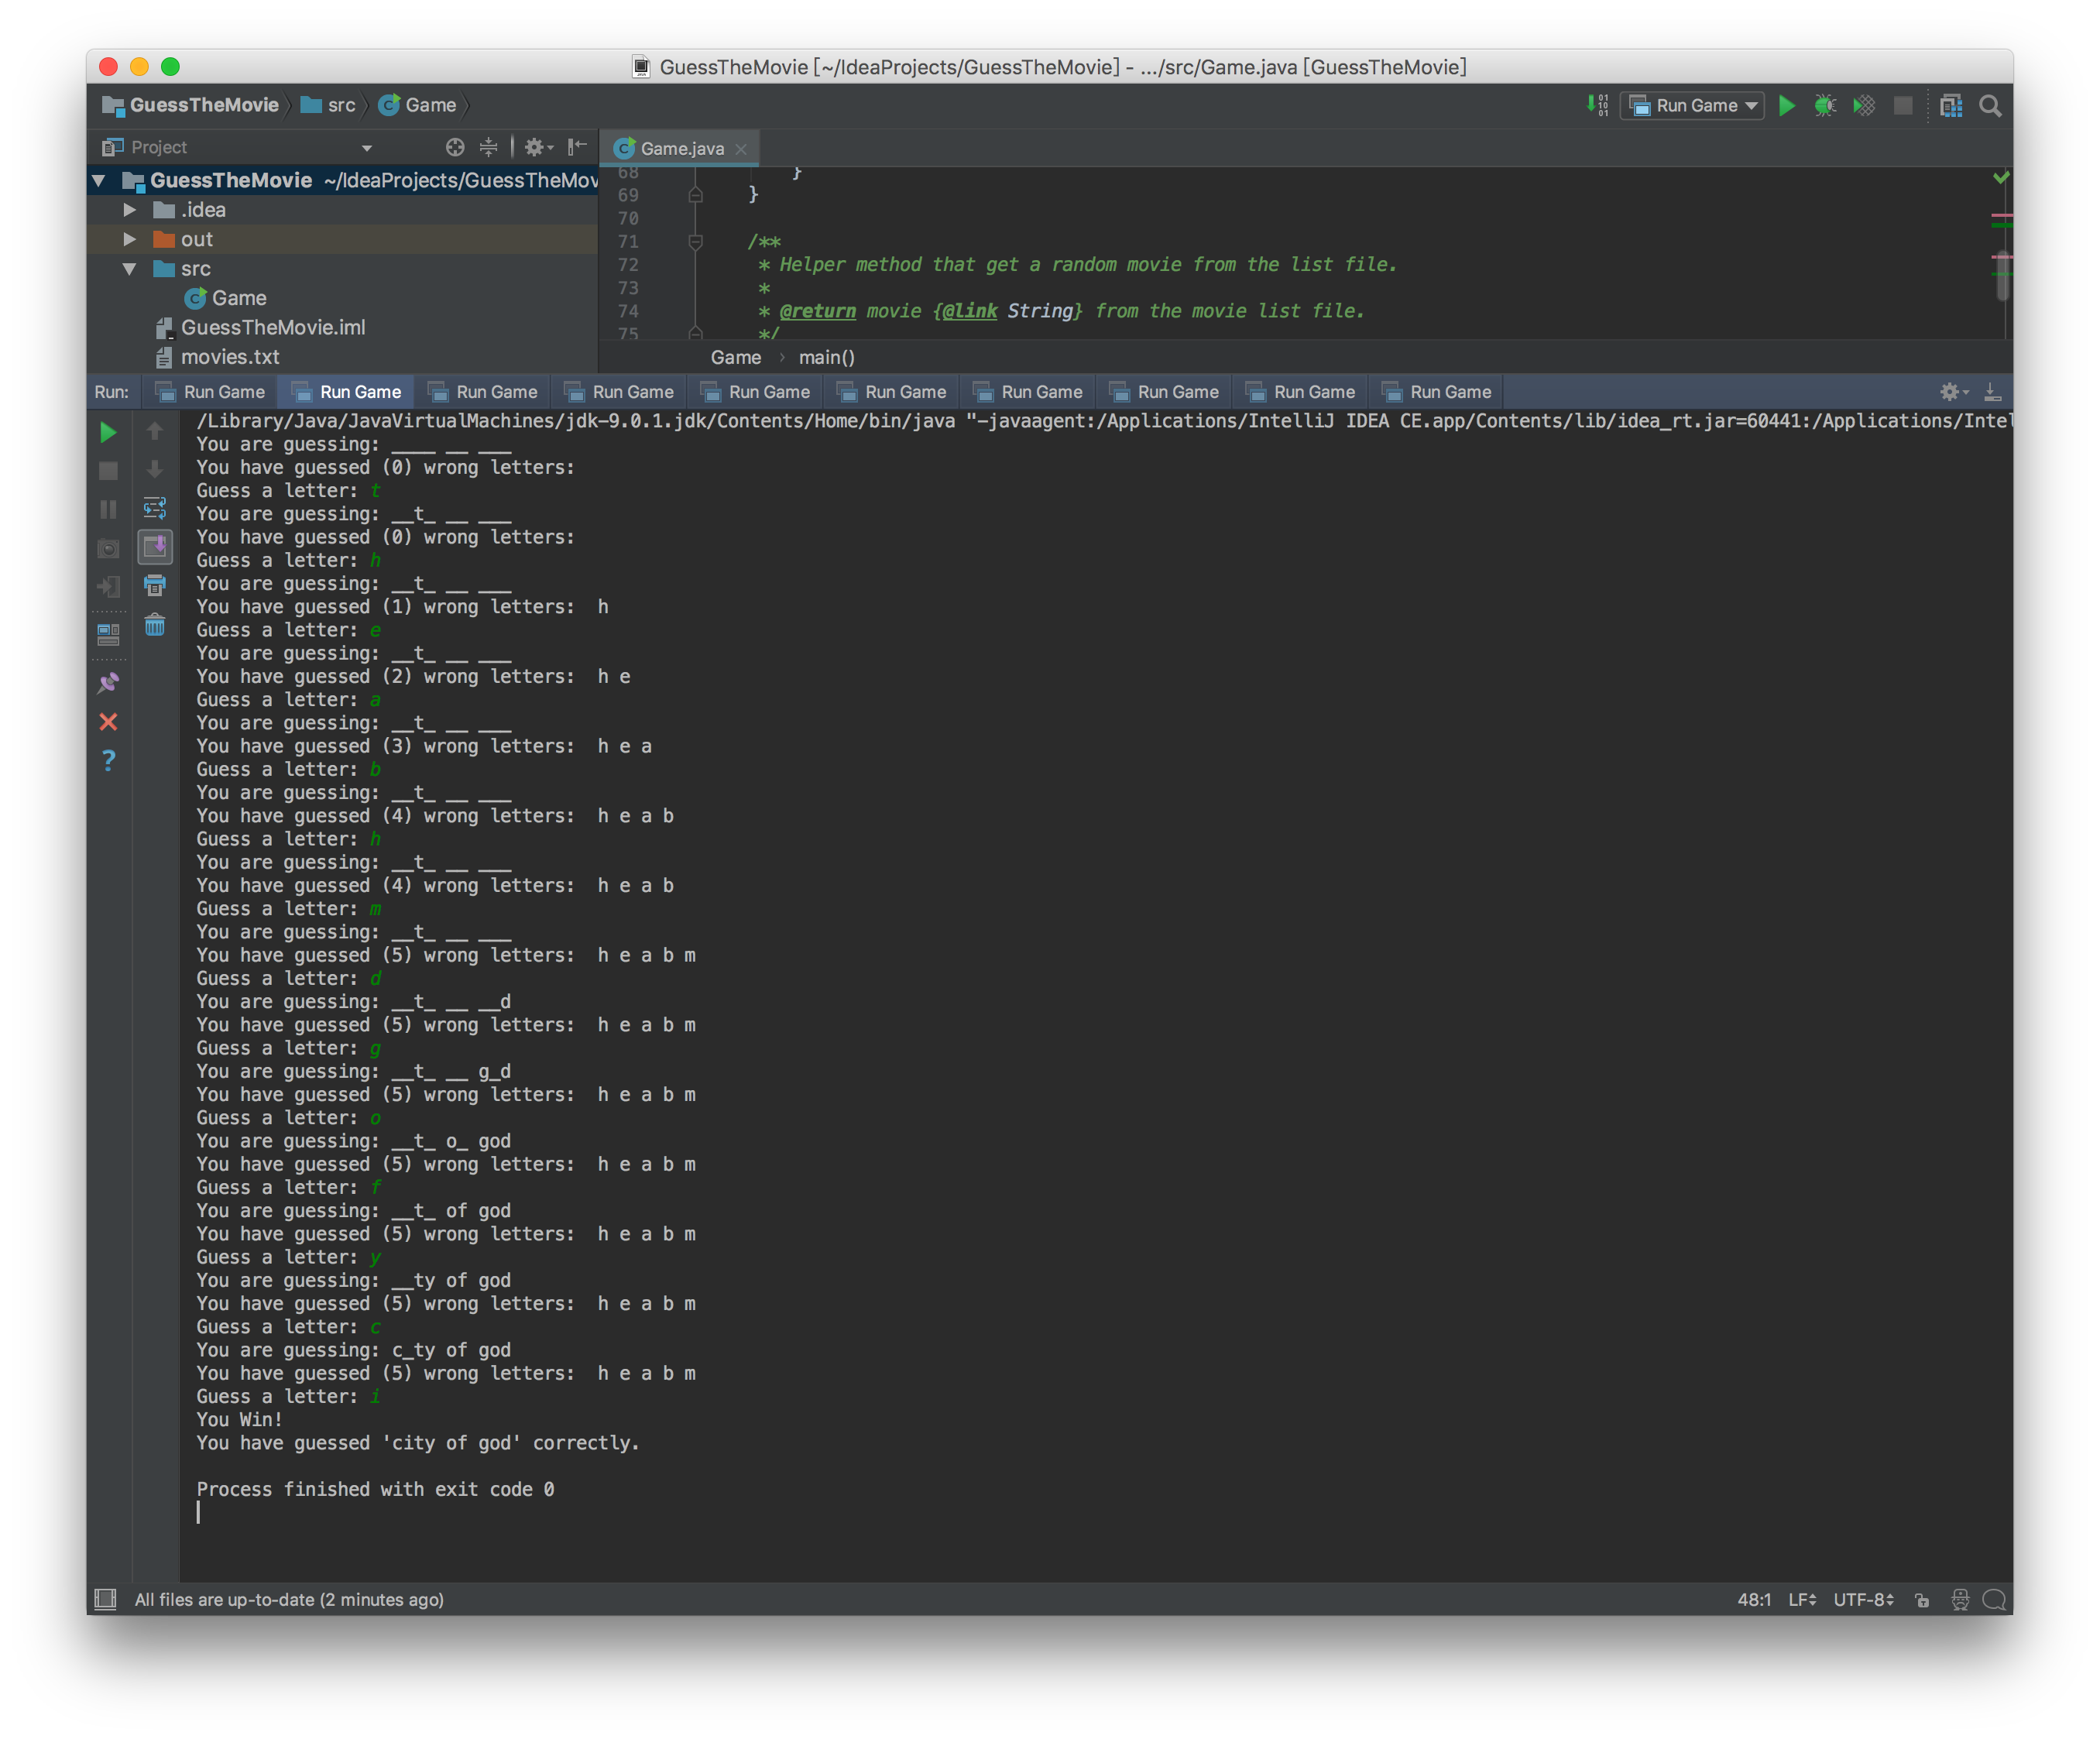 GuessTheMovie [~/IdeaProjects/GuessTheMovie] - .../src/Game.java [GuessTheMovie]
GuessTheMovie src Game
Run Game
Project
Game.java
GuessTheMovie ~/IdeaProjects/GuessTheMov
.idea
out
src
Game
GuessTheMovie.iml
movies.txt
68 }
69 }
70
71 /**
72 * Helper method that get a random movie from the list file.
73 *
74 * @return movie {@link String} from the movie list file.
75 */
Game › main()
Run: Run Game Run Game Run Game Run Game Run Game Run Game Run Game Run Game Run Game Run Game
/Library/Java/JavaVirtualMachines/jdk-9.0.1.jdk/Contents/Home/bin/java "-javaagent:/Applications/IntelliJ IDEA CE.app/Contents/lib/idea_rt.jar=60441:/Applications/Intel
You are guessing: ____ __ ___
You have guessed (0) wrong letters:
Guess a letter: t
You are guessing: __t_ __ ___
You have guessed (0) wrong letters:
Guess a letter: h
You are guessing: __t_ __ ___
You have guessed (1) wrong letters:  h
Guess a letter: e
You are guessing: __t_ __ ___
You have guessed (2) wrong letters:  h e
Guess a letter: a
You are guessing: __t_ __ ___
You have guessed (3) wrong letters:  h e a
Guess a letter: b
You are guessing: __t_ __ ___
You have guessed (4) wrong letters:  h e a b
Guess a letter: h
You are guessing: __t_ __ ___
You have guessed (4) wrong letters:  h e a b
Guess a letter: m
You are guessing: __t_ __ ___
You have guessed (5) wrong letters:  h e a b m
Guess a letter: d
You are guessing: __t_ __ __d
You have guessed (5) wrong letters:  h e a b m
Guess a letter: g
You are guessing: __t_ __ g_d
You have guessed (5) wrong letters:  h e a b m
Guess a letter: o
You are guessing: __t_ o_ god
You have guessed (5) wrong letters:  h e a b m
Guess a letter: f
You are guessing: __t_ of god
You have guessed (5) wrong letters:  h e a b m
Guess a letter: y
You are guessing: __ty of god
You have guessed (5) wrong letters:  h e a b m
Guess a letter: c
You are guessing: c_ty of god
You have guessed (5) wrong letters:  h e a b m
Guess a letter: i
You Win!
You have guessed 'city of god' correctly.
Process finished with exit code 0
All files are up-to-date (2 minutes ago)
48:1 LF UTF-8